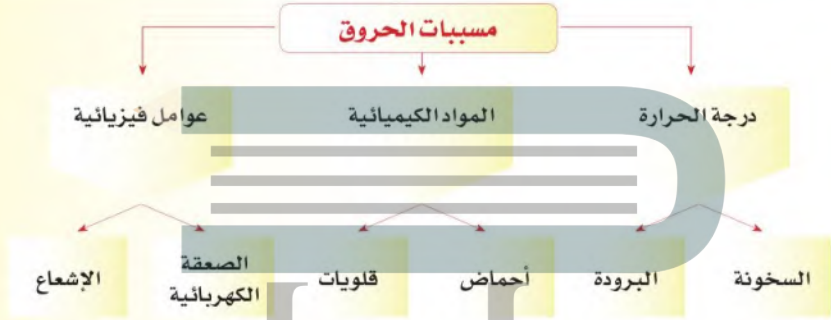 مسببات الحروق
درجة الحرارة
المواد الكيميائية
عوامل فيزيائية
السخونة
البرودة
أحماض
قلويات
الصعقة
الكهربائية
الإشعاع